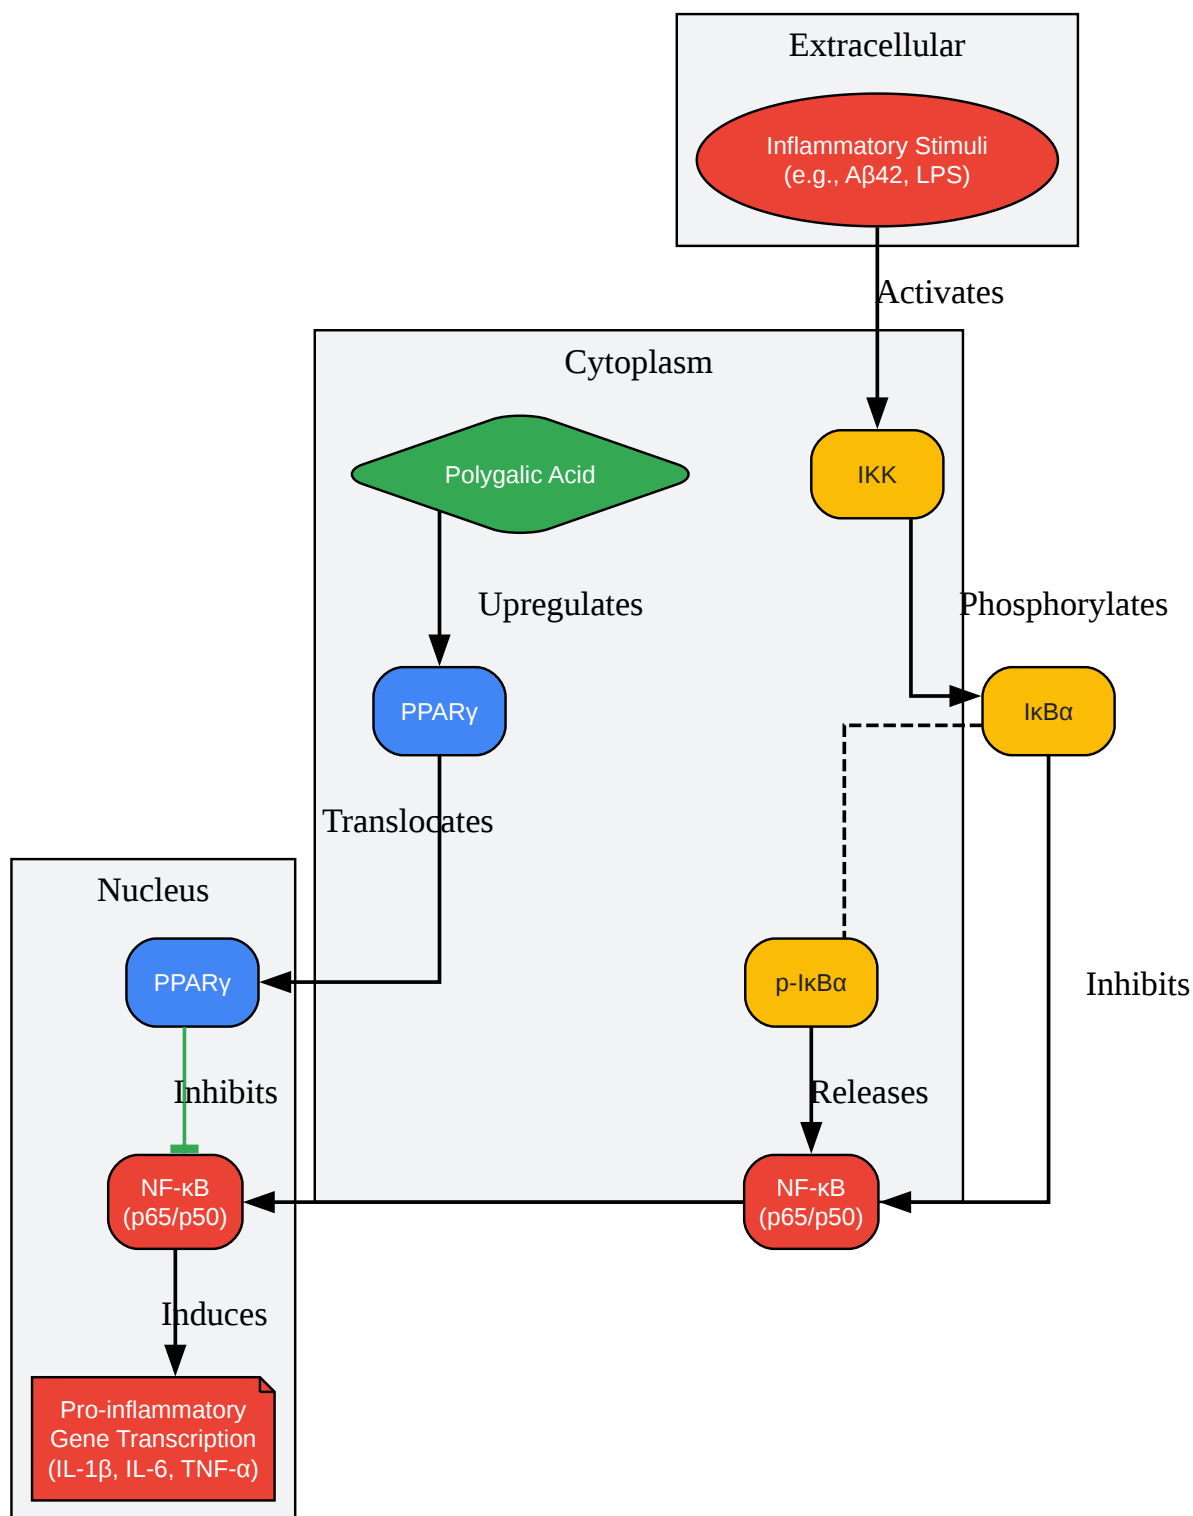 Extracellular
Inflammatory Stimuli
(e.g., Aβ42, LPS)
Activates
Cytoplasm
Polygalic Acid
IKK
Upregulates
Phosphorylates
PPARγ
IκBα
Translocates
Nucleus
PPARγ
p-IκBα
Inhibits
Inhibits
Releases
NF-κB
(p65/p50)
NF-κB
(p65/p50)
Induces
Pro-inflammatory
Gene Transcription
(IL-1β, IL-6, TNF-α)